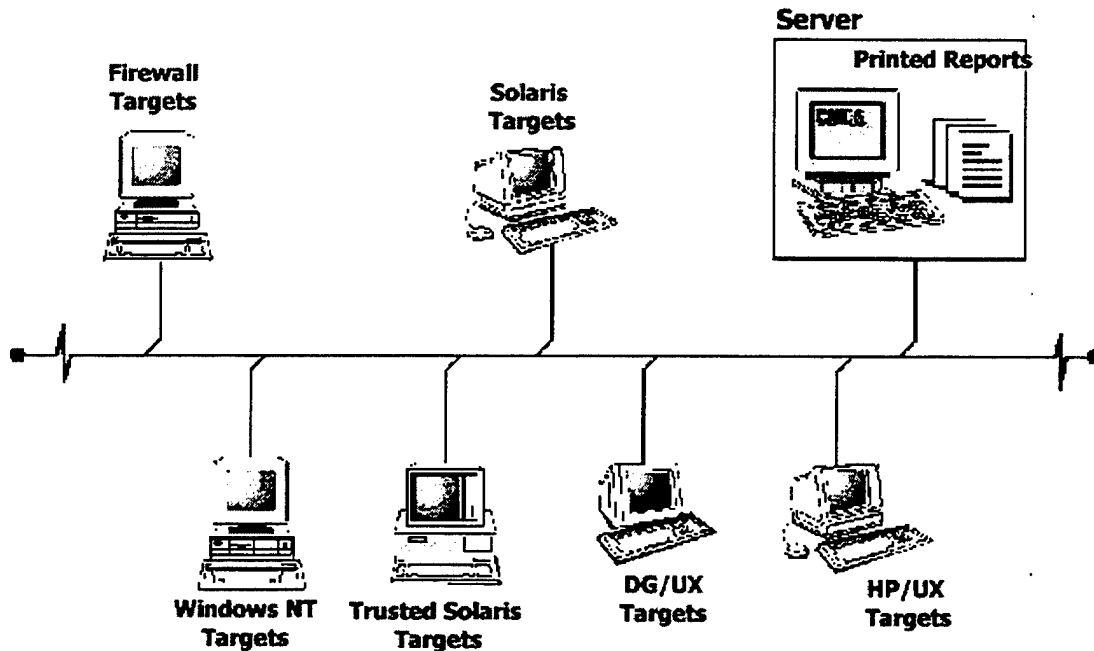 Server
Printed Reports
Firewall
Targets
Solaris
Targets
Windows NT
Targets
Trusted Solaris
Targets
DG/UX
Targets
HP/UX
Targets